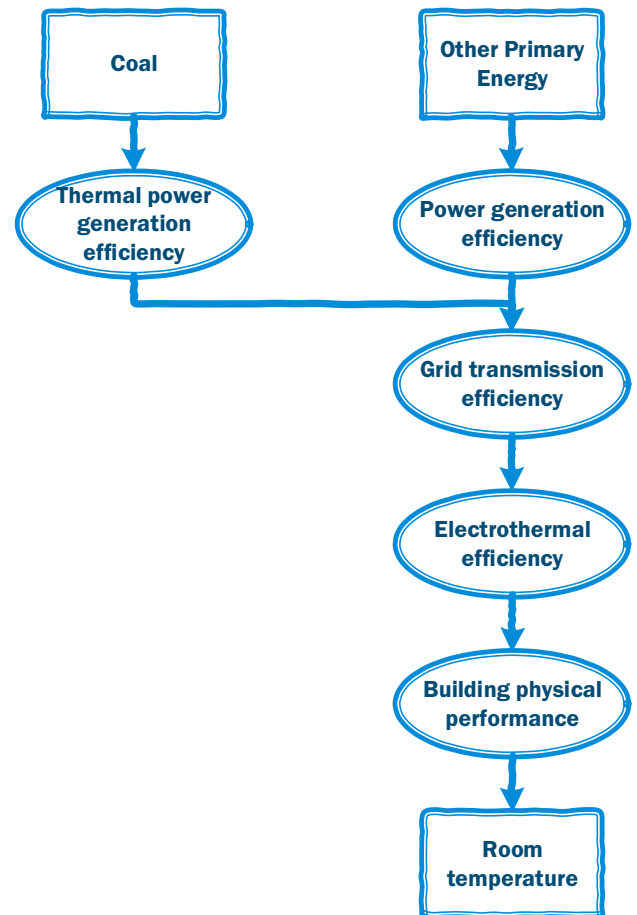 Coal
Other Primary
Energy
Thermal power
generation
efficiency
Power generation
efficiency
Grid transmission
efficiency
Electrothermal
efficiency
Building physical
performance
Room
temperature